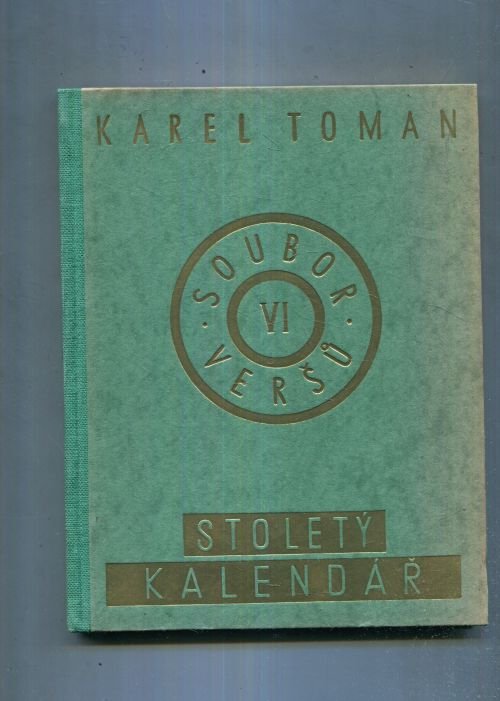 KAREL TOMAN
SOUBOR
VI
VERŠŮ
STOLETÝ
KALENDÁŘ